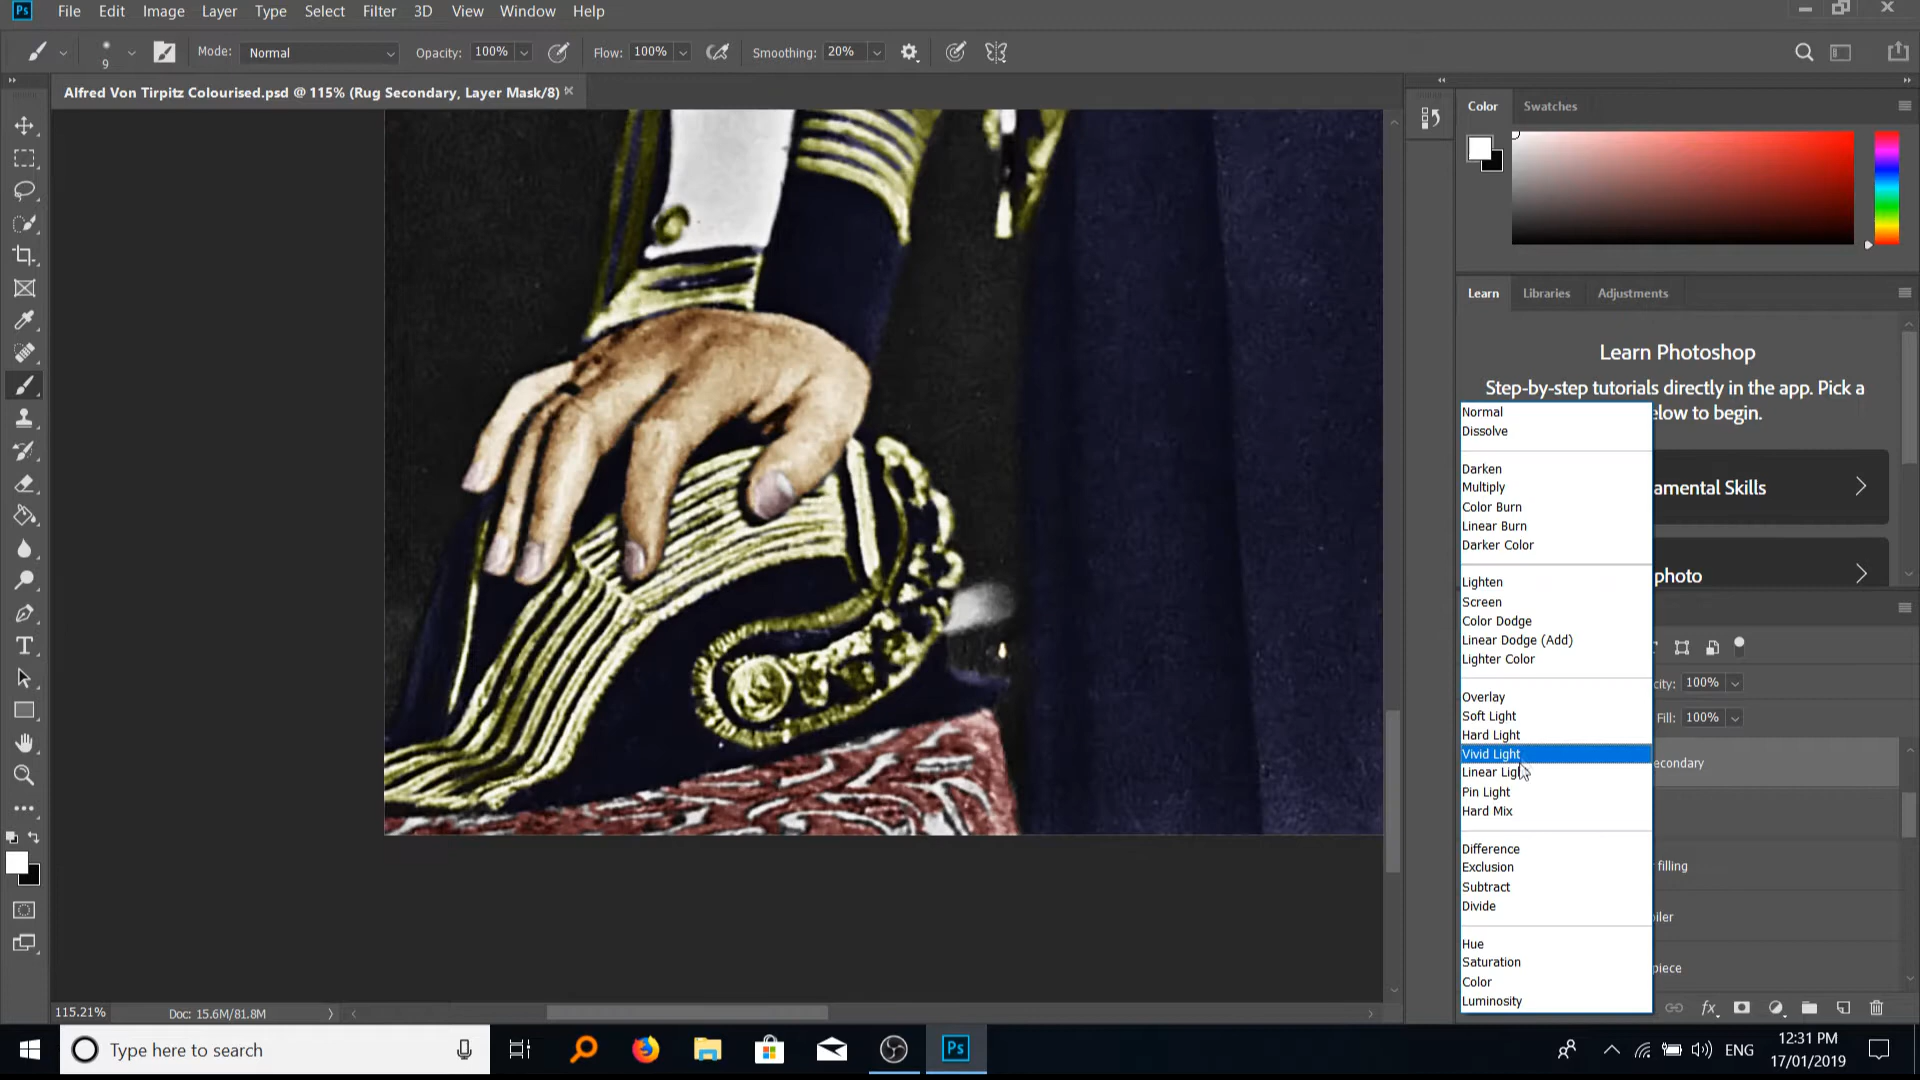 Ps File Edit Image Layer Type Select Filter 3D View Window Help
9 Mode: Normal Opacity: 100% Flow: 100% Smoothing: 20%
Alfred Von Tirpitz Colourised.psd @ 115% (Rug Secondary, Layer Mask/8)
Color Swatches
Learn Libraries Adjustments
Learn Photoshop
Step-by-step tutorials directly in the app. Pick a
elow to begin.
Normal
Dissolve
Darken
Multiply
amental Skills
Color Burn
Linear Burn
Darker Color
photo
Lighten
Screen
Color Dodge
Linear Dodge (Add)
Lighter Color
city: 100%
Overlay
Soft Light
Fill: 100%
Hard Light
Vivid Light
econdary
Linear Light
Pin Light
Hard Mix
Difference
Exclusion
filling
Subtract
Divide
oiler
Hue
Saturation
piece
Color
Luminosity
fx
115.21% Doc: 15.6M/81.8M
Type here to search
Ps
ENG
12:31 PM
17/01/2019